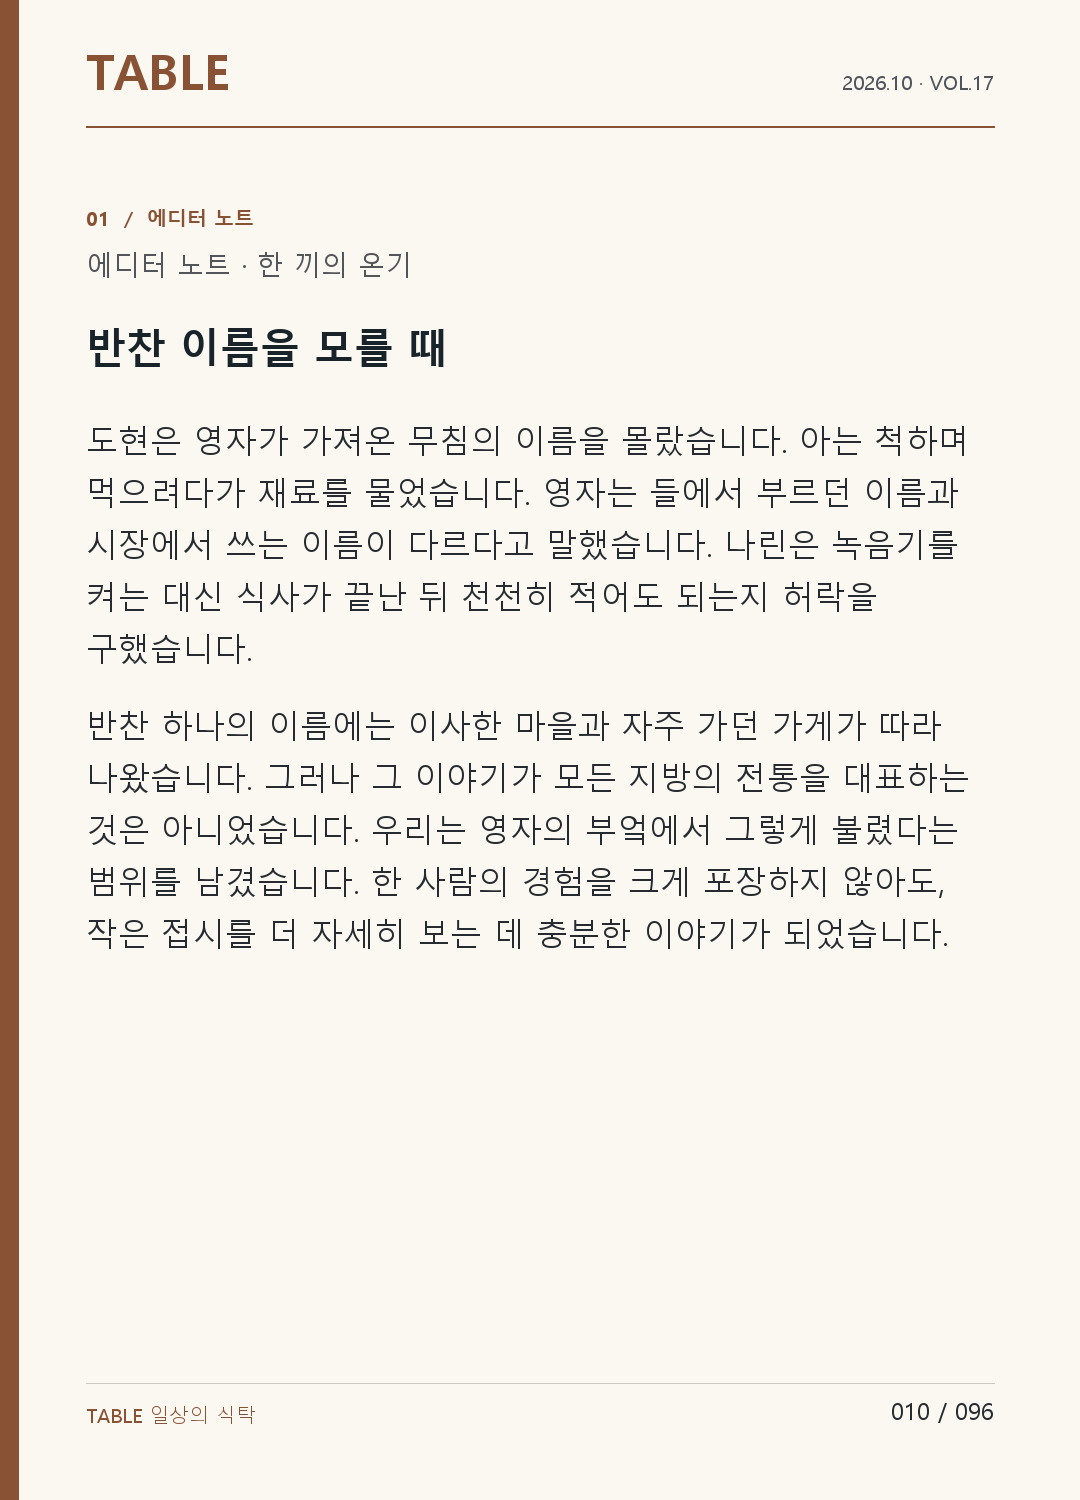 TABLE
2026.10 · VOL.17
01 / 에디터 노트
에디터 노트 · 한 끼의 온기
반찬 이름을 모를 때
도현은 영자가 가져온 무침의 이름을 몰랐습니다. 아는 척하며
먹으려다가 재료를 물었습니다. 영자는 들에서 부르던 이름과
시장에서 쓰는 이름이 다르다고 말했습니다. 나린은 녹음기를
켜는 대신 식사가 끝난 뒤 천천히 적어도 되는지 허락을
구했습니다.
반찬 하나의 이름에는 이사한 마을과 자주 가던 가게가 따라
나왔습니다. 그러나 그 이야기가 모든 지방의 전통을 대표하는
것은 아니었습니다. 우리는 영자의 부엌에서 그렇게 불렸다는
범위를 남겼습니다. 한 사람의 경험을 크게 포장하지 않아도,
작은 접시를 더 자세히 보는 데 충분한 이야기가 되었습니다.
TABLE 일상의 식탁
010 / 096